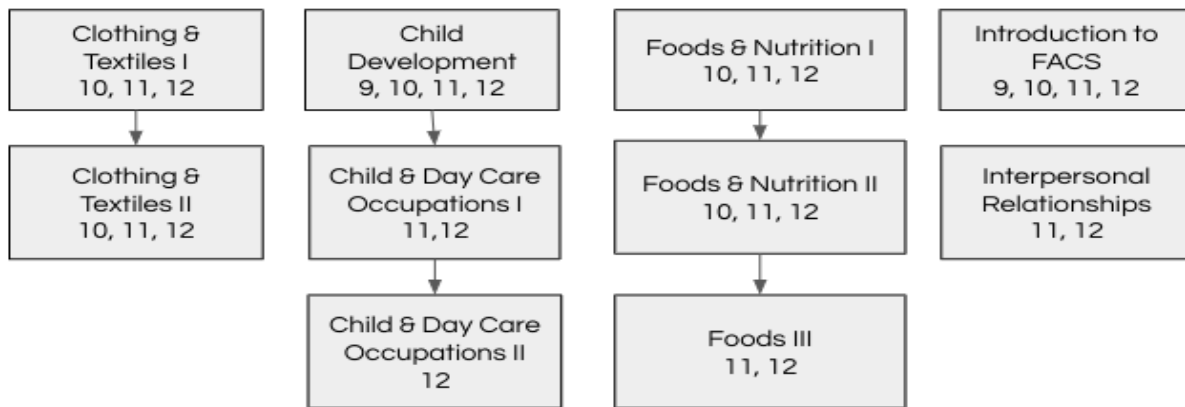 Clothing &
Textiles I
10, 11, 12
Child
Development
9, 10, 11, 12
Foods & Nutrition I
10, 11, 12
Introduction to
FACS
9, 10, 11, 12
Clothing &
Textiles II
10, 11, 12
Child & Day Care
Occupations I
11,12
Foods & Nutrition II
10, 11, 12
Interpersonal
Relationships
11, 12
Child & Day Care
Occupations II
12
Foods III
11, 12